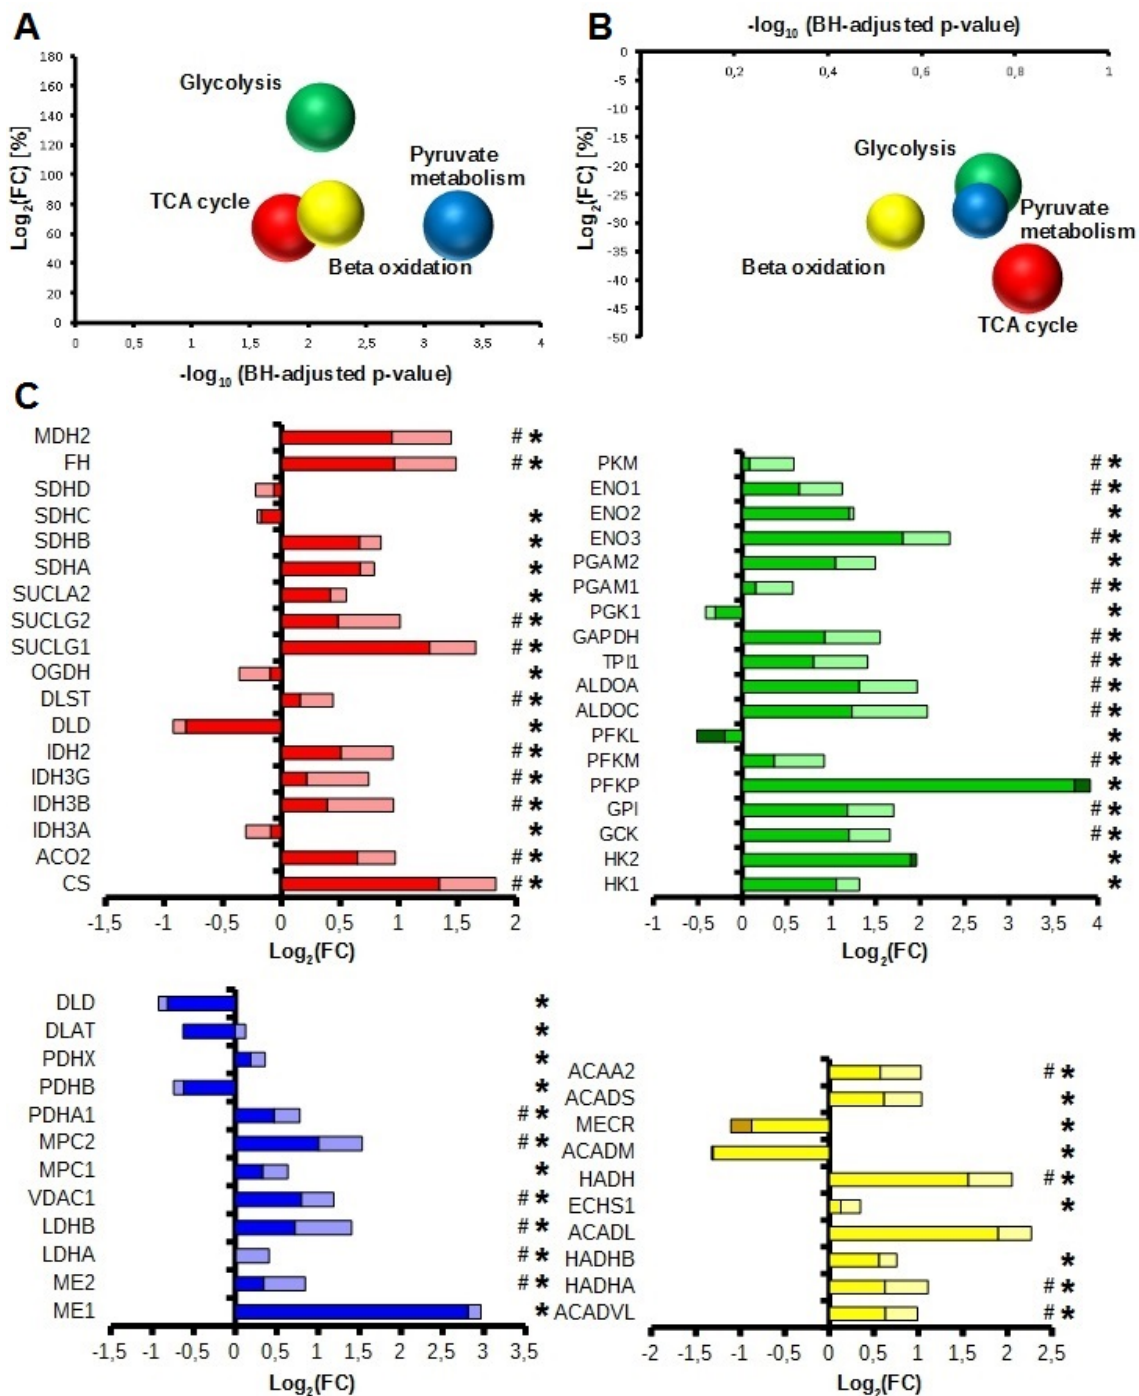 A
180
160
140
120
100
80
60
40
20
0
Log2(FC) [%]
Glycolysis
TCA cycle
Beta oxidation
Pyruvate
metabolism
0 0,5 1 1,5 2 2,5 3 3,5 4
-log10 (BH-adjusted p-value)
B
-log10 (BH-adjusted p-value)
0,2 0,4 0,6 0,8 1
0
-5
-10
-15
-20
-25
-30
-35
-40
-45
-50
Log2(FC) [%]
Glycolysis
Pyruvate
metabolism
Beta oxidation
TCA cycle
C
MDH2 # *
FH # *
SDHD
SDHC *
SDHB *
SDHA *
SUCLA2 *
SUCLG2 # *
SUCLG1 # *
OGDH *
DLST # *
DLD *
IDH2 # *
IDH3G # *
IDH3B # *
IDH3A *
ACO2 # *
CS # *
-1,5 -1 -0,5 0 0,5 1 1,5 2
Log2(FC)
PKM # *
ENO1 # *
ENO2 *
ENO3 # *
PGAM2 *
PGAM1 # *
PGK1 *
GAPDH # *
TPI1 # *
ALDOA # *
ALDOC # *
PFKL *
PFKM # *
PFKP *
GPI # *
GCK # *
HK2 *
HK1 *
-1 -0,5 0 0,5 1 1,5 2 2,5 3 3,5 4
Log2(FC)
DLD *
DLAT *
PDHX *
PDHB *
PDHA1 # *
MPC2 # *
MPC1 *
VDAC1 # *
LDHB # *
LDHA # *
ME2 # *
ME1 *
-1,5 -1 -0,5 0 0,5 1 1,5 2 2,5 3 3,5
Log2(FC)
ACAA2 # *
ACADS *
MECR *
ACADM *
HADH # *
ECHS1 *
ACADL
HADHB *
HADHA # *
ACADVL # *
-2 -1,5 -1 -0,5 0 0,5 1 1,5 2 2,5
Log2(FC)